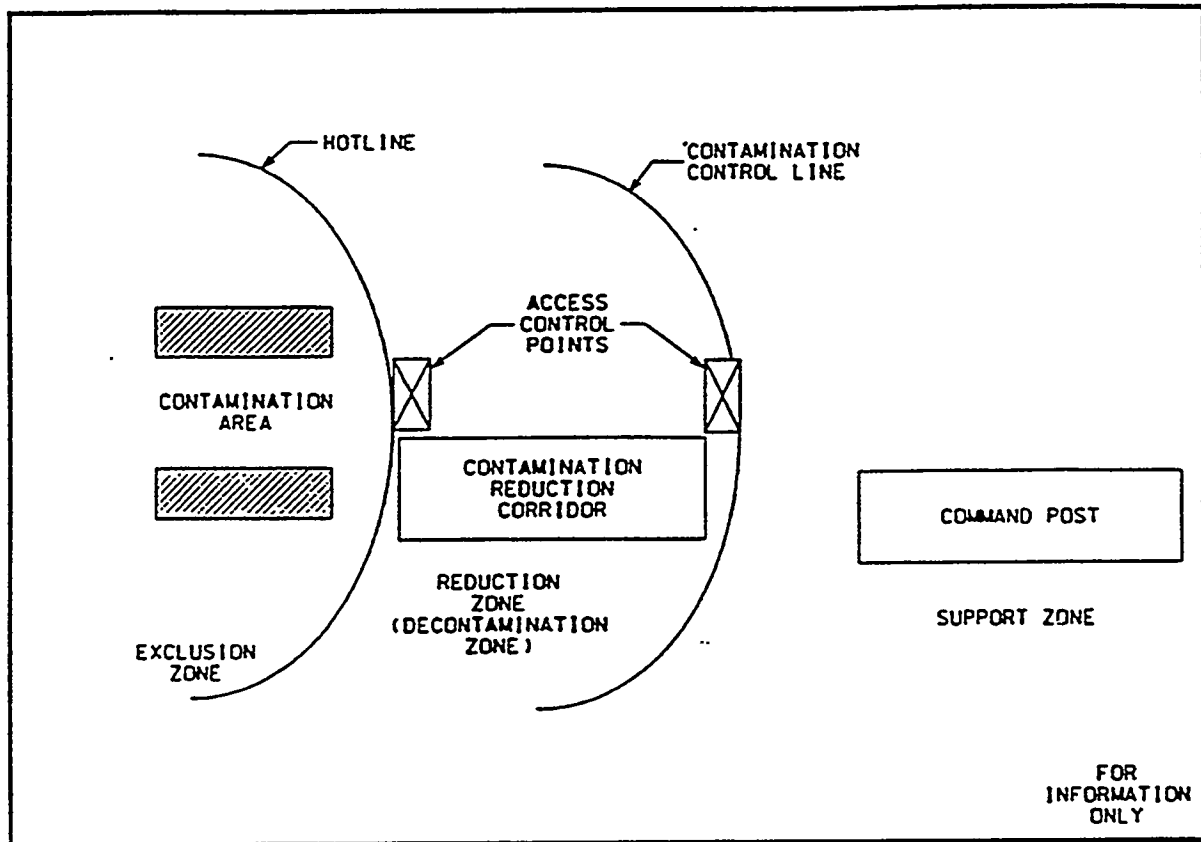 HOTLINE
CONTAMINATION
CONTROL LINE
ACCESS
CONTROL
POINTS
CONTAMINATION
AREA
CONTAMINATION
REDUCTION
CORRIDOR
COMMAND POST
REDUCTION
ZONE
(DECONTAMINATION
ZONE)
SUPPORT ZONE
EXCLUSION
ZONE
FOR
INFORMATION
ONLY